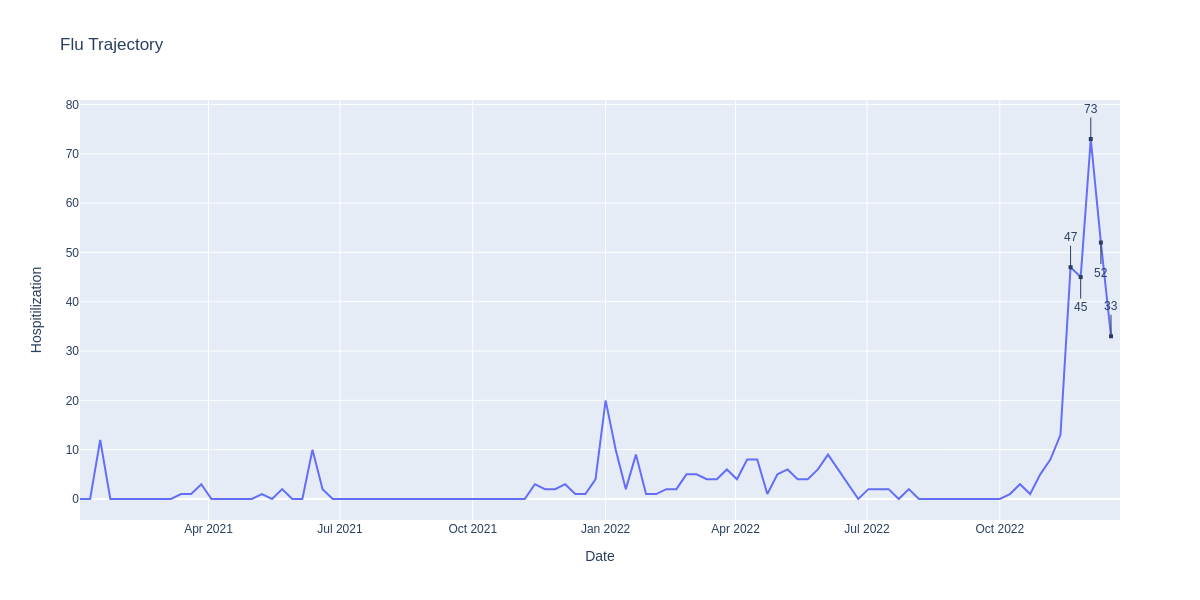 Flu Trajectory
80
70
60
50
40
30
20
10
0
Hospitilization
73
47
52
45
33
Apr 2021
Jul 2021
Oct 2021
Jan 2022
Apr 2022
Jul 2022
Oct 2022
Date